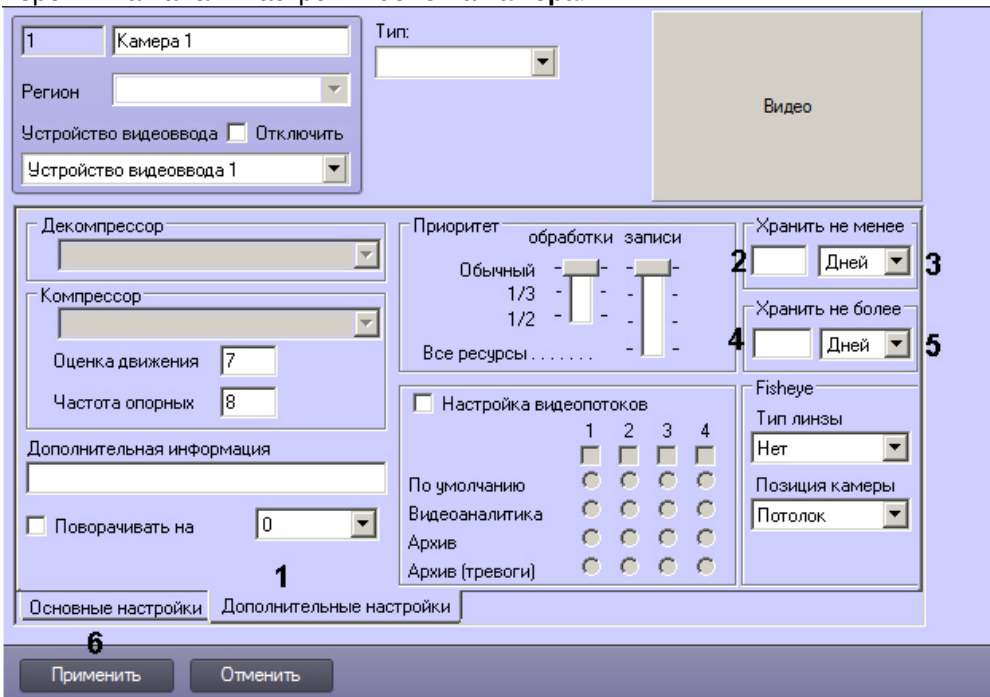 1 Камера 1
Тип:
Регион
Видео
Устройство видеоввода Отключить
Устройство видеоввода 1
Декомпрессор
Компрессор
Оценка движения 7
Частота опорных 8
Дополнительная информация
Поворачивать на 0
Приоритет
обработки записи
Обычный
1/3
1/2
Все ресурсы.......
Настройка видеопотоков
1 2 3 4
По умолчанию
Видеоаналитика
Архив
Архив (тревоги)
Хранить не менее
2 Дней 3
Хранить не более
4 Дней 5
Fisheye
Тип линзы
Нет
Позиция камеры
Потолок
1
Основные настройки Дополнительные настройки
6
Применить Отменить